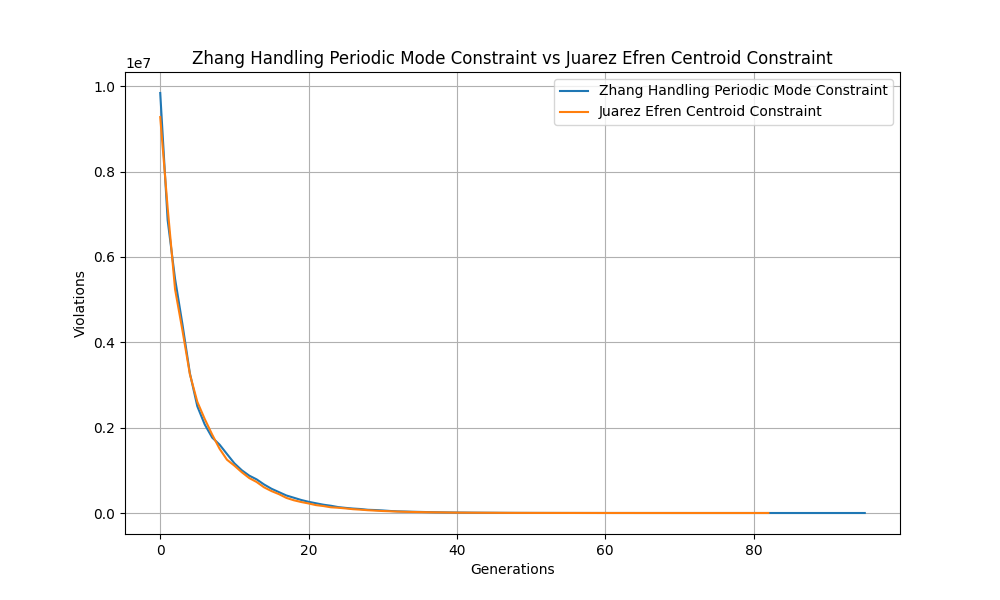 Zhang Handling Periodic Mode Constraint vs Juarez Efren Centroid Constraint
1e7
Zhang Handling Periodic Mode Constraint
Juarez Efren Centroid Constraint
1.0
0.8
0.6
0.4
0.2
0.0
Violations
0 20 40 60 80
Generations